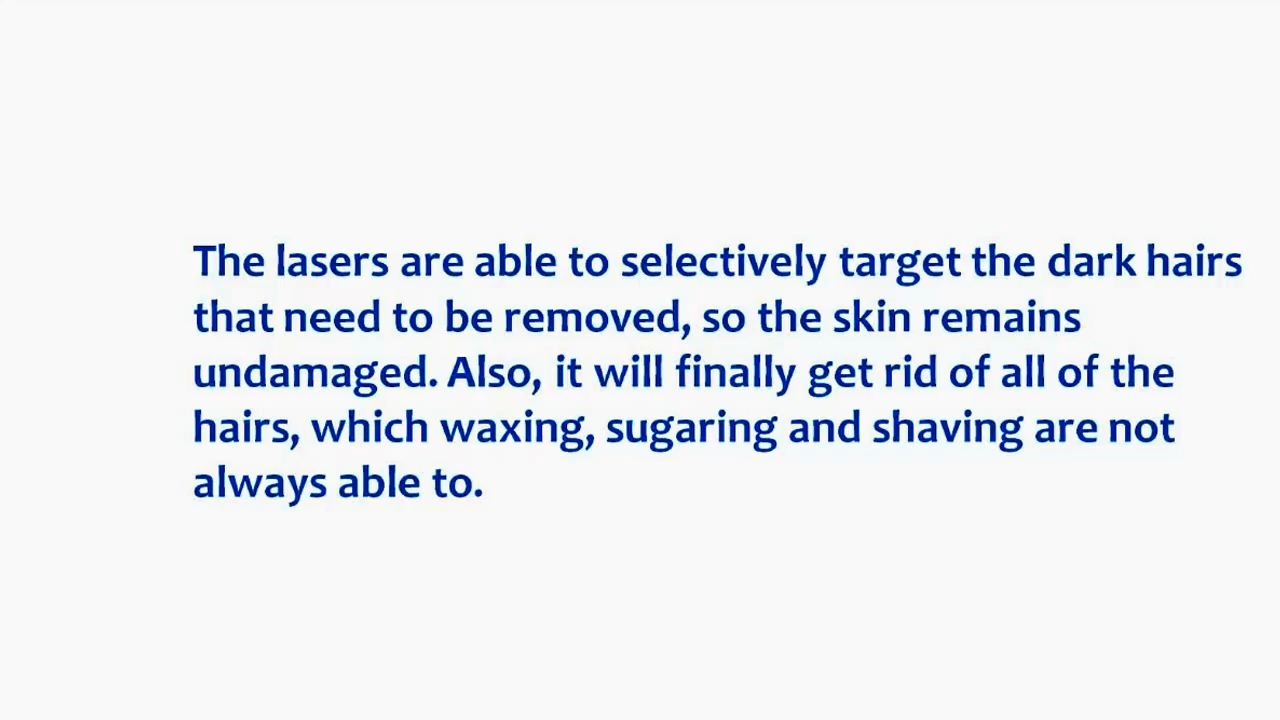 The lasers are able to selectively target the dark hairs
that need to be removed, so the skin remains
undamaged. Also, it will finally get rid of all of the
hairs, which waxing, sugaring and shaving are not
always able to.